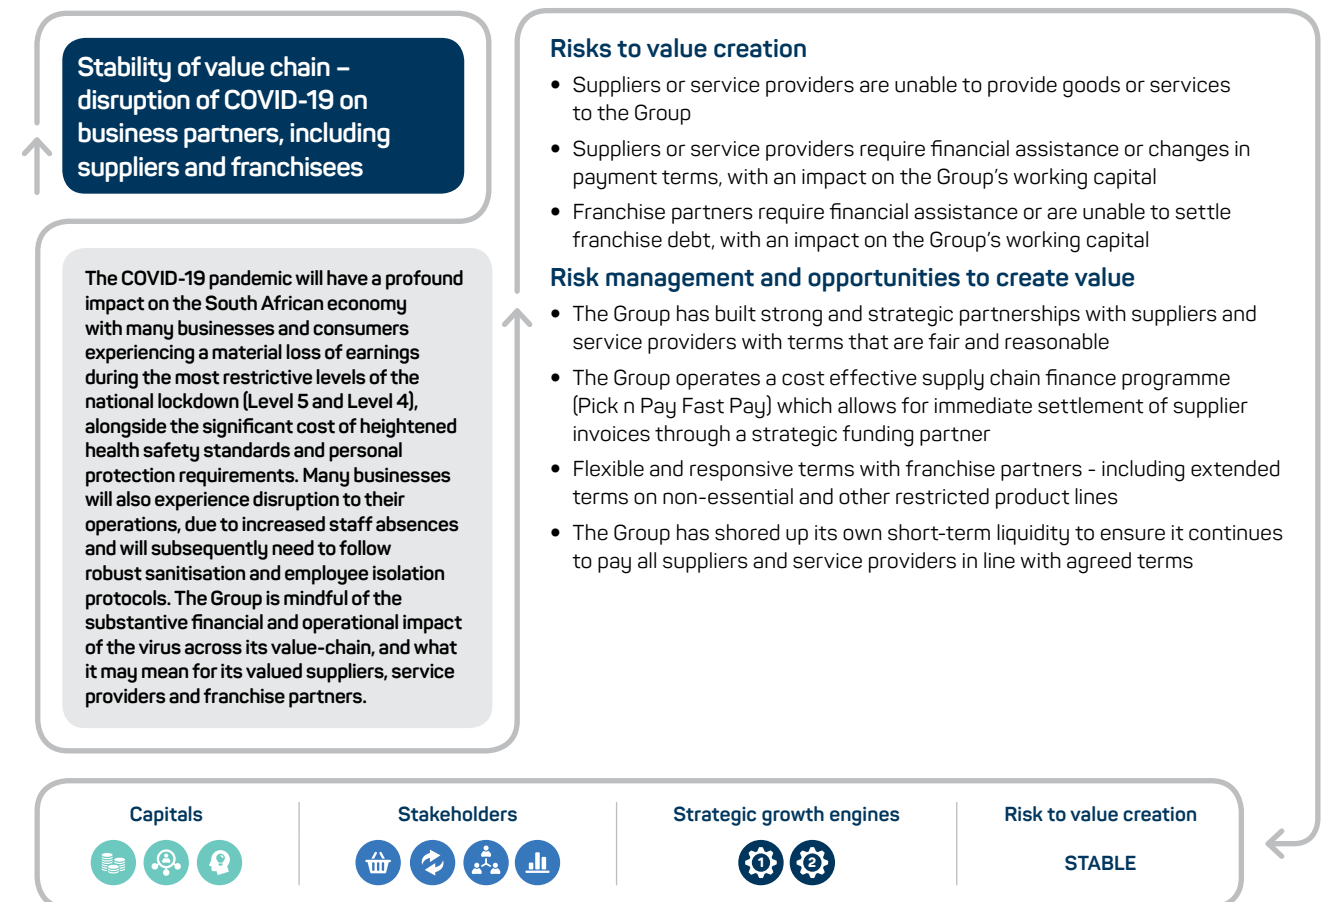 Stability of value chain –
disruption of COVID-19 on
business partners, including
suppliers and franchisees
The COVID-19 pandemic will have a profound
impact on the South African economy
with many businesses and consumers
experiencing a material loss of earnings
during the most restrictive levels of the
national lockdown (Level 5 and Level 4),
alongside the significant cost of heightened
health safety standards and personal
protection requirements. Many businesses
will also experience disruption to their
operations, due to increased staff absences
and will subsequently need to follow
robust sanitisation and employee isolation
protocols. The Group is mindful of the
substantive financial and operational impact
of the virus across its value-chain, and what
it may mean for its valued suppliers, service
providers and franchise partners.
Risks to value creation
• Suppliers or service providers are unable to provide goods or services
to the Group
• Suppliers or service providers require financial assistance or changes in
payment terms, with an impact on the Group's working capital
• Franchise partners require financial assistance or are unable to settle
franchise debt, with an impact on the Group's working capital
Risk management and opportunities to create value
• The Group has built strong and strategic partnerships with suppliers and
service providers with terms that are fair and reasonable
• The Group operates a cost effective supply chain finance programme
(Pick n Pay Fast Pay) which allows for immediate settlement of supplier
invoices through a strategic funding partner
• Flexible and responsive terms with franchise partners - including extended
terms on non-essential and other restricted product lines
• The Group has shored up its own short-term liquidity to ensure it continues
to pay all suppliers and service providers in line with agreed terms
Capitals
Stakeholders
Strategic growth engines
1 2
Risk to value creation
STABLE